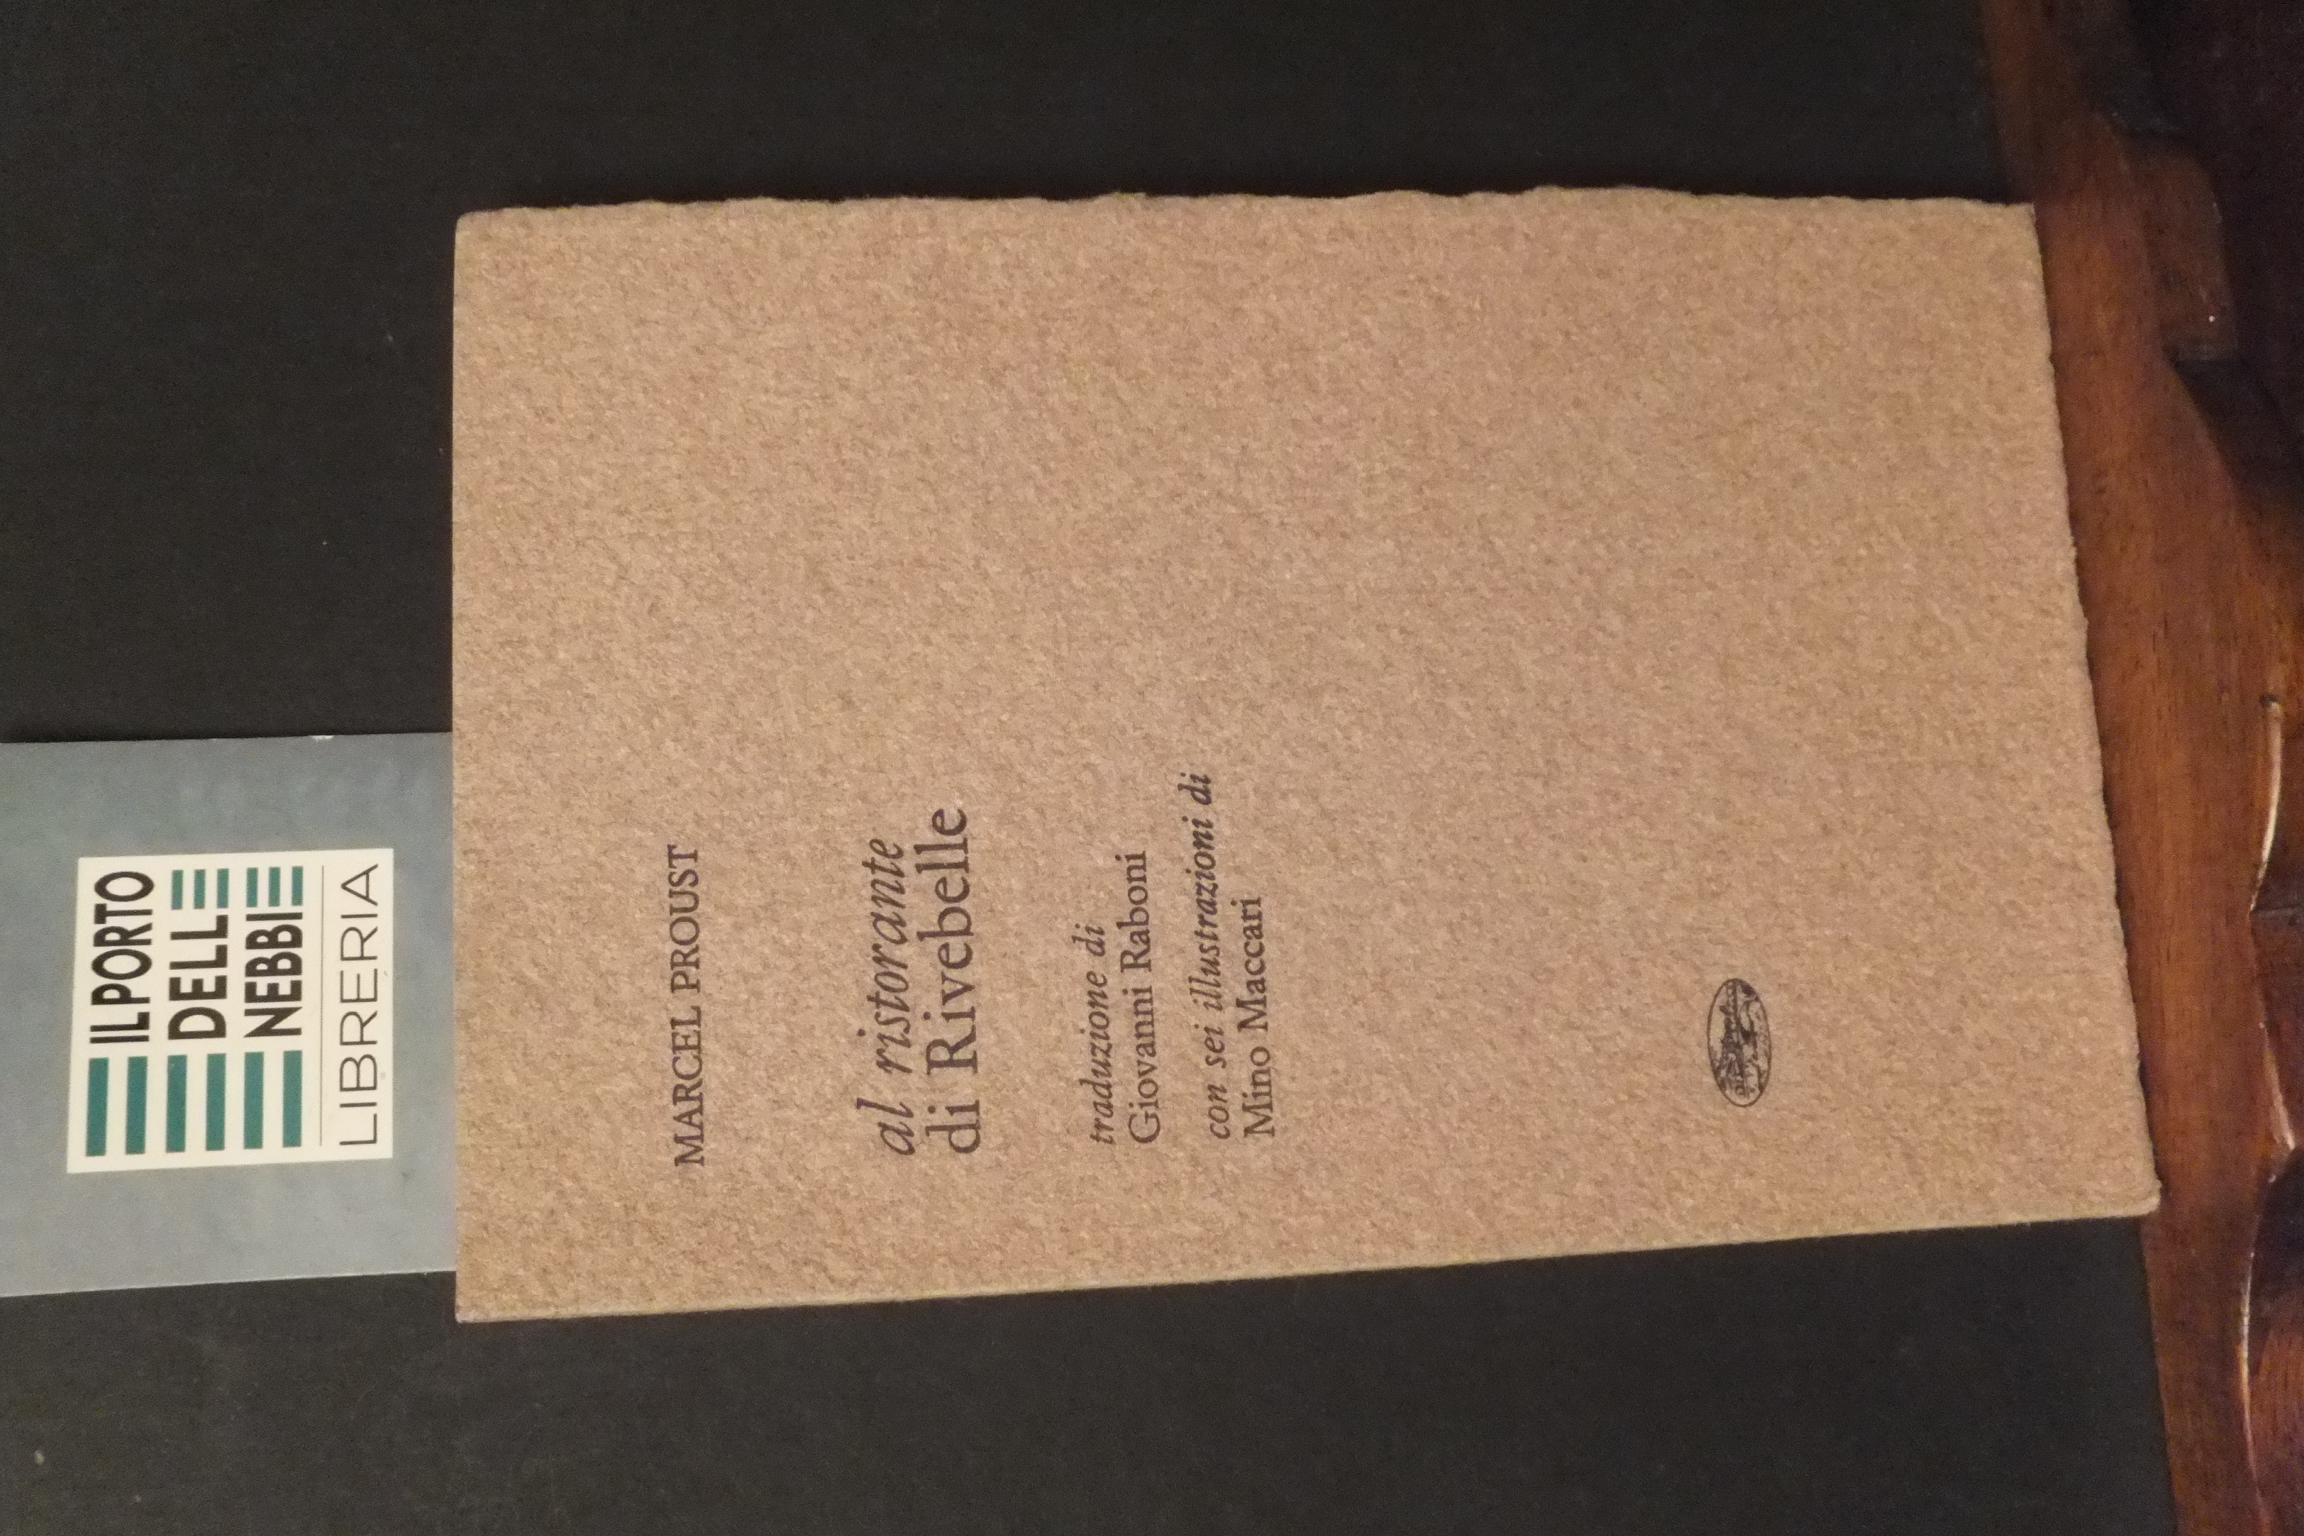 IL PORTO
DELLE
NEBBIE
LIBRERIA
MARCEL PROUST
al ristorante
di Rivebelle
traduzione di
Giovanni Raboni
con sei illustrazioni di
Mino Maccari